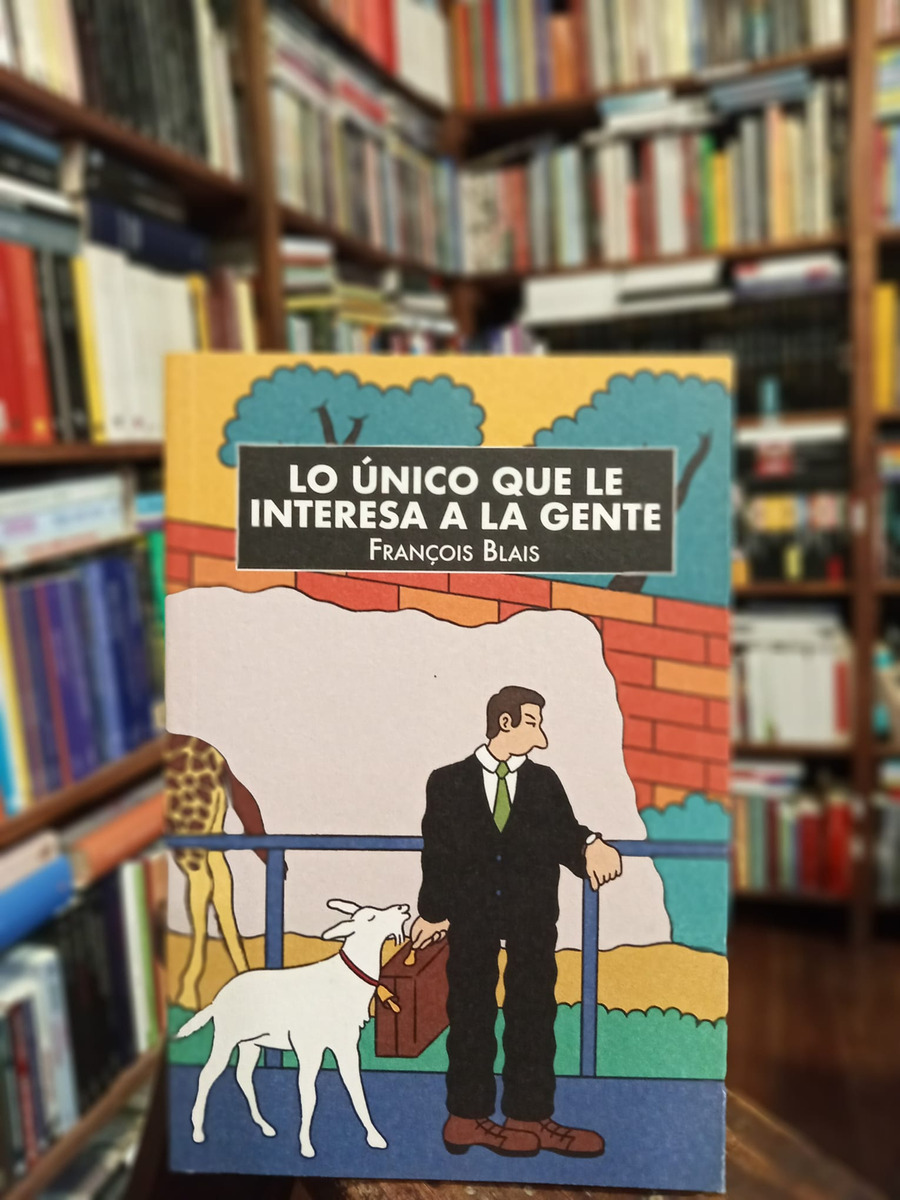 LO ÚNICO QUE LE
INTERESA A LA GENTE
FRANÇOIS BLAIS